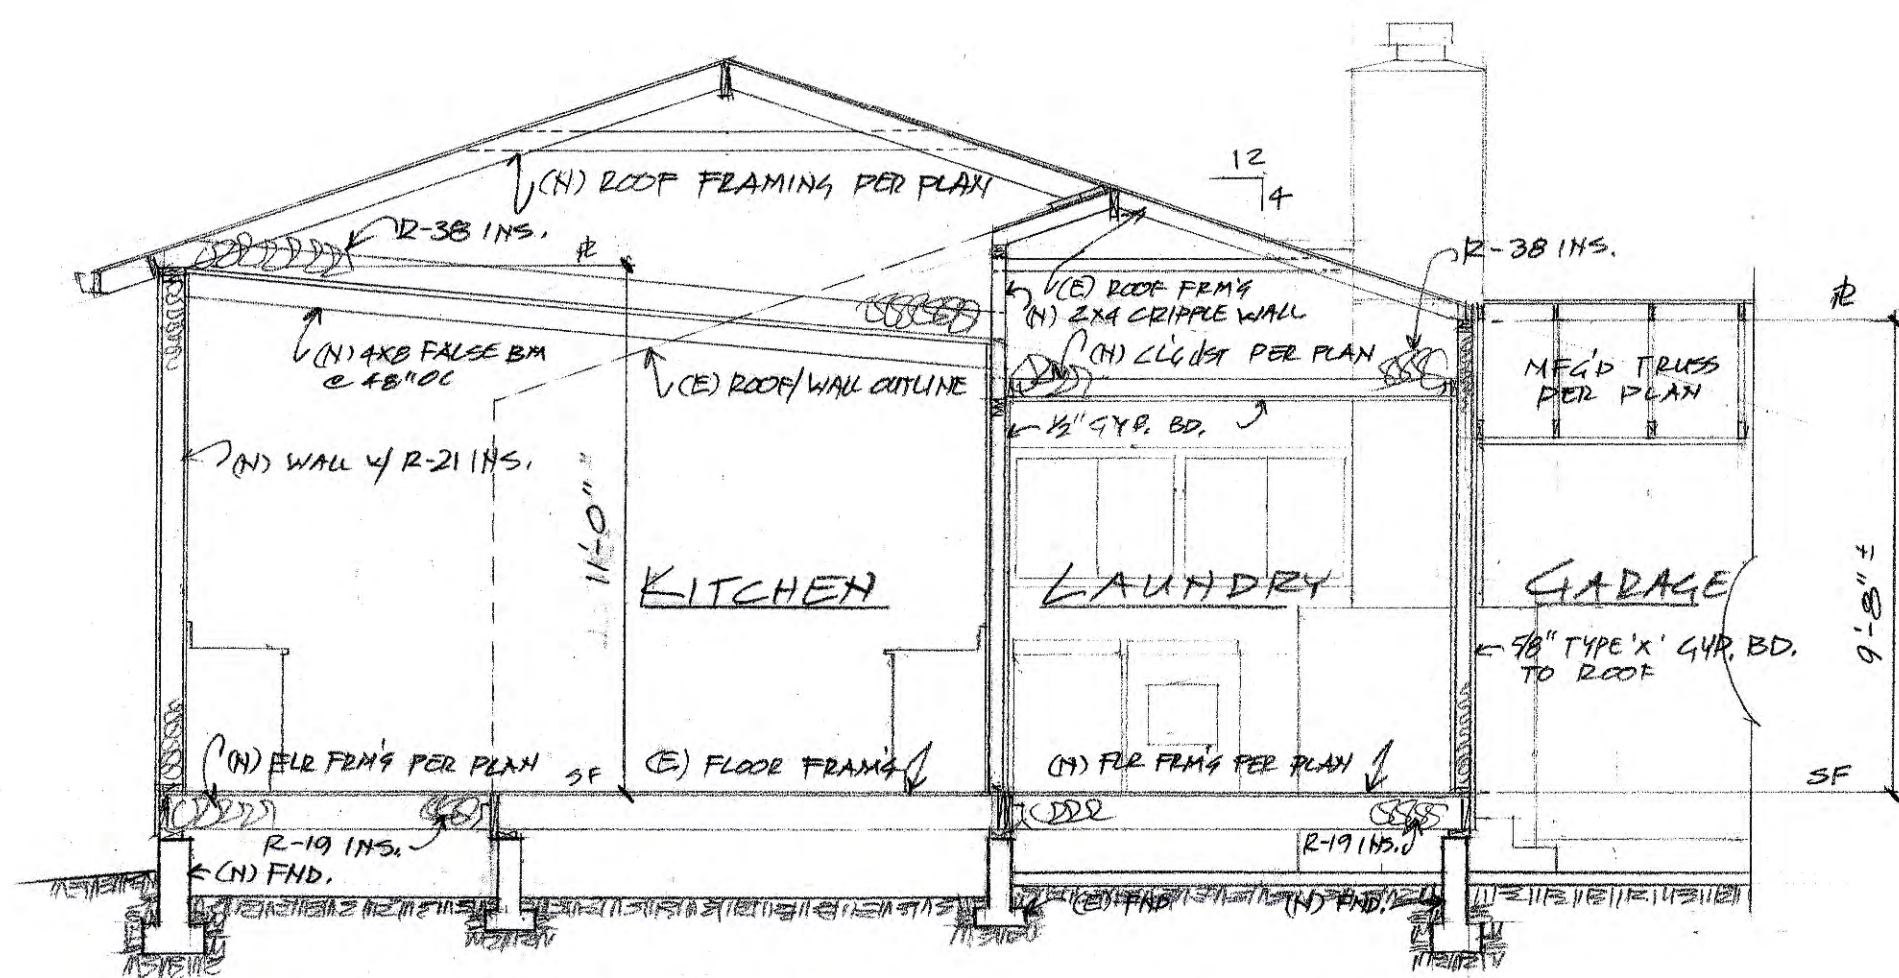 12
4
(N) ROOF FRAMING PER PLAN
R-38 INS.
PL
R-38 INS.
(E) ROOF FRM'G
(N) 2X4 CRIPPLE WALL
PL
(N) 4X8 FALSE BM
@ 48" OC
(E) ROOF/WALL OUTLINE
(N) CL'G JST PER PLAN
MFG'D TRUSS
PER PLAN
1/2" GYP. BD.
(N) WALL W/ R-21 INS.
11'-0"
KITCHEN
LAUNDRY
GARAGE
9'-8" ±
5/8" TYPE 'X' GYP. BD.
TO ROOF
(N) FLR FRM'G PER PLAN
SF
(E) FLOOR FRAM'G
(N) FLR FRM'G PER PLAN
SF
R-19 INS.
R-19 INS.
(N) FND.
(E) FND
(N) FND.